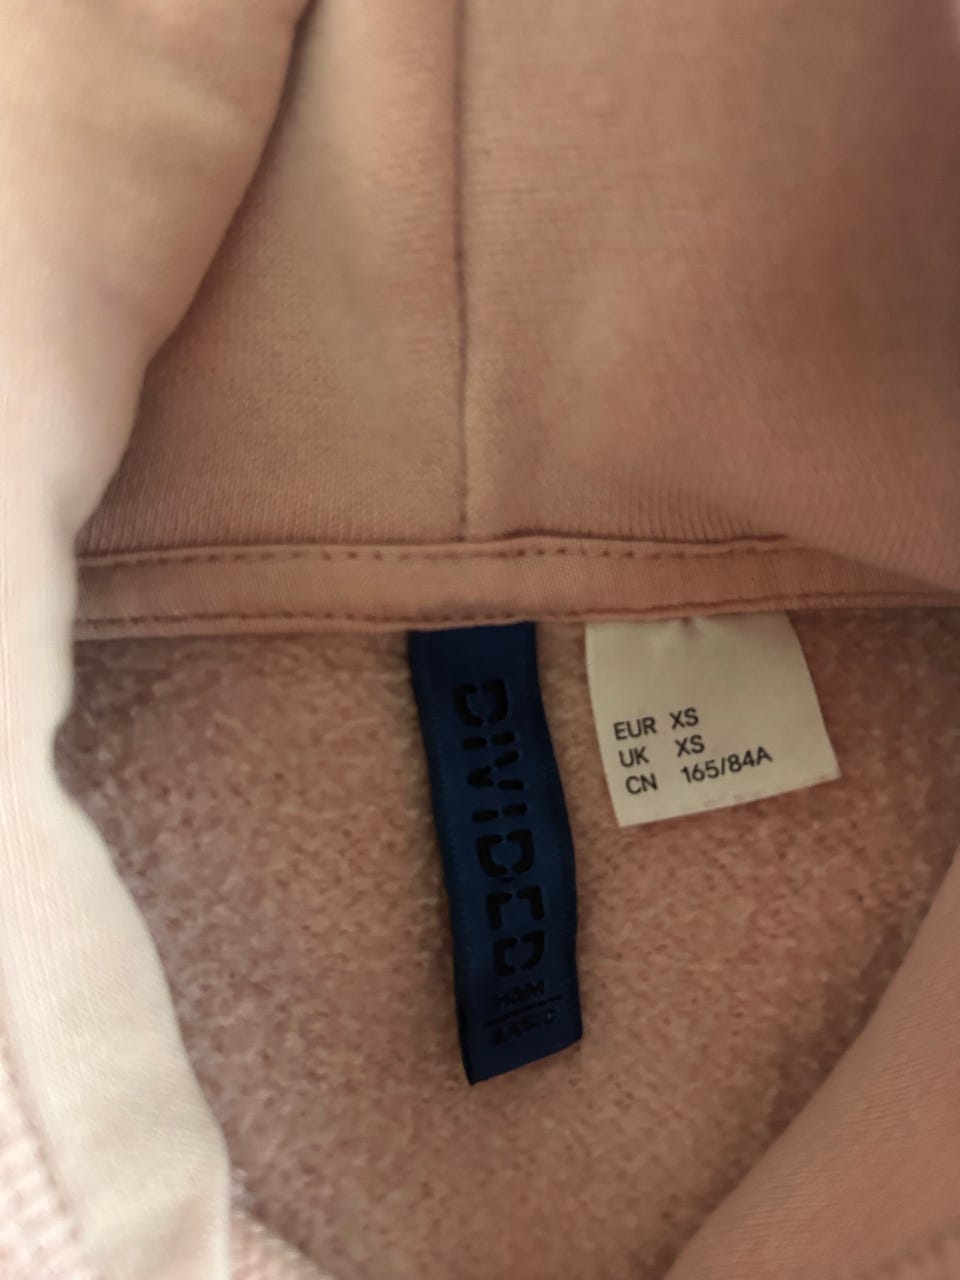 DIVIDED
H&M
BASIC
EUR XS
UK XS
CN 165/84A